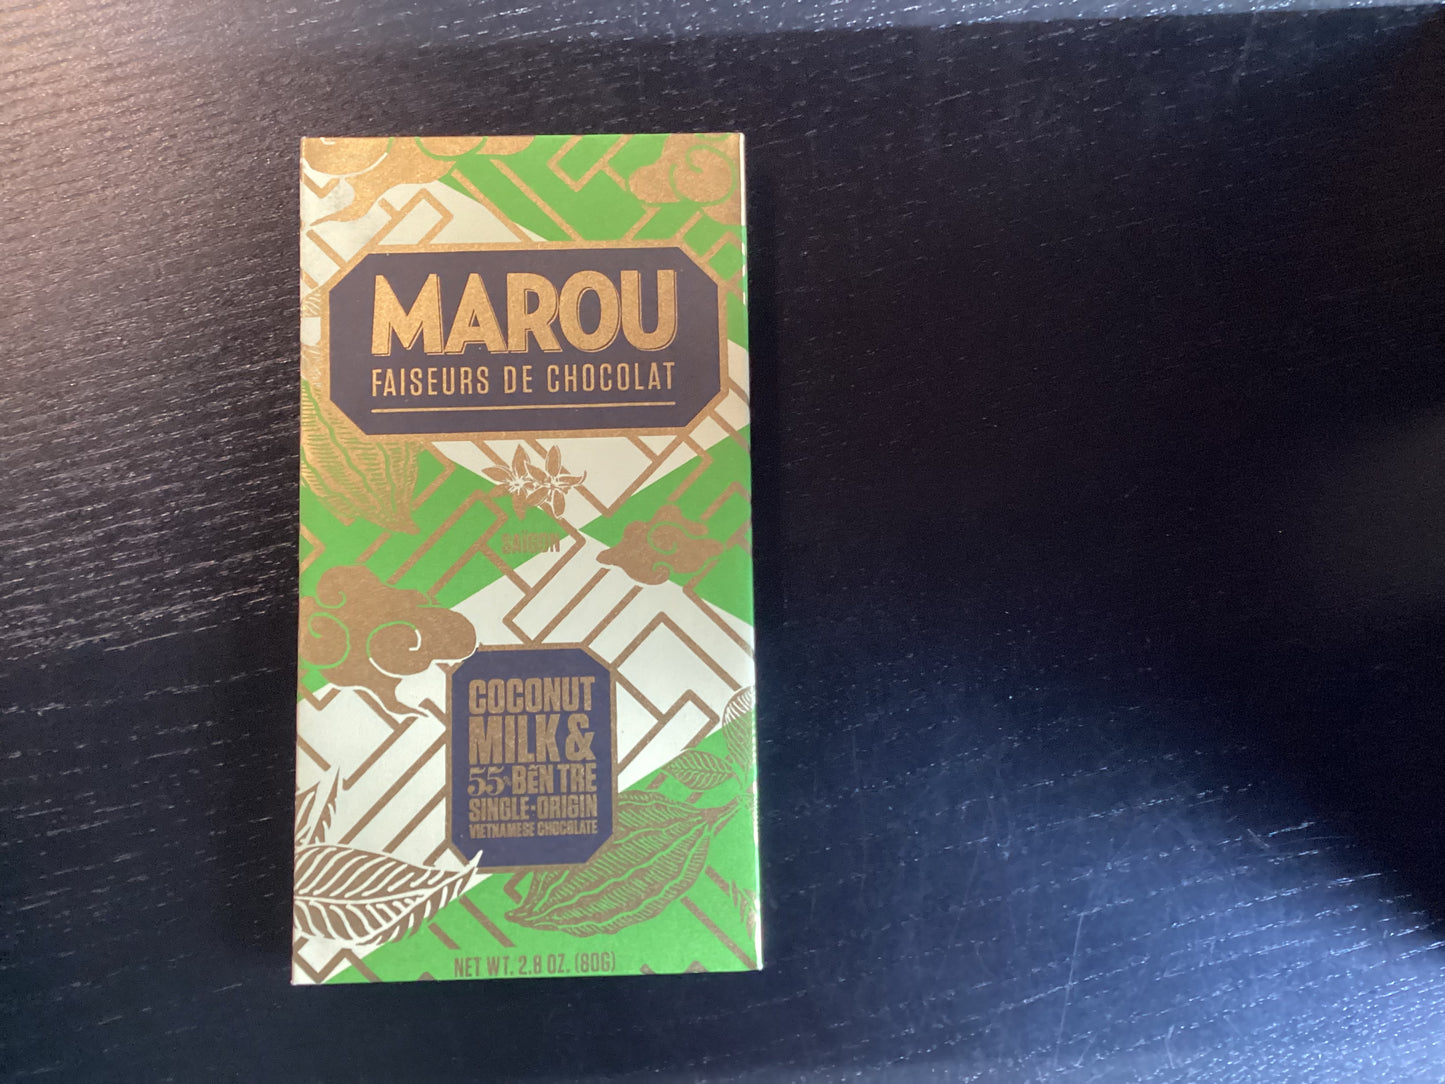 MAROU
FAISEURS DE CHOCOLAT
SAIGON
COCONUT
MILK &
55% BẾN TRE
SINGLE-ORIGIN
VIETNAMESE CHOCOLATE
NET WT. 2.8 OZ. (80G)